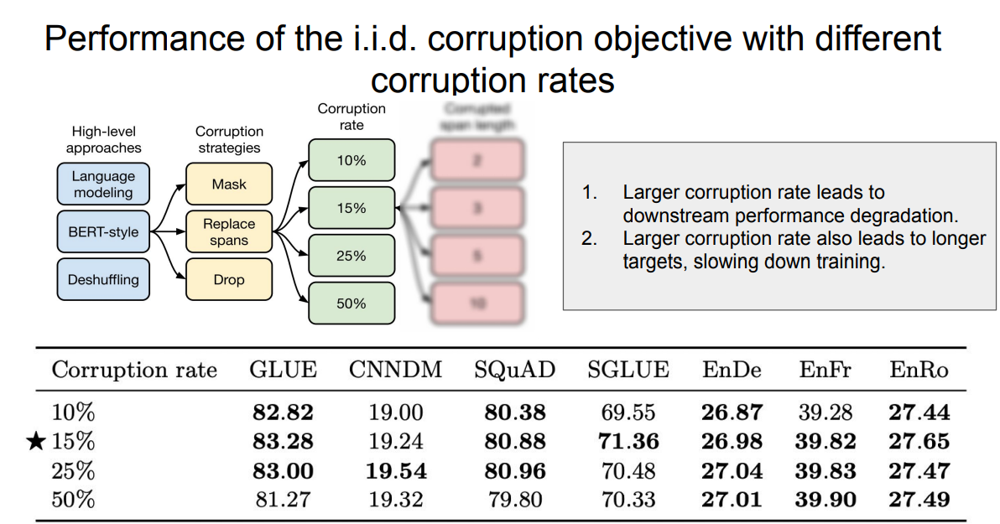 Performance of the i.i.d. corruption objective with different
corruption rates
High-level
approaches
Language
modeling
BERT-style
Deshuffling
Corruption
strategies
Mask
Replace
spans
Drop
Corruption
rate
10%
15%
25%
50%
Corrupted
span length
2
3
5
10
1. Larger corruption rate leads to
downstream performance degradation.
2. Larger corruption rate also leads to longer
targets, slowing down training.
Corruption rate GLUE CNNDM SQuAD SGLUE EnDe EnFr EnRo
10% 82.82 19.00 80.38 69.55 26.87 39.28 27.44
★ 15% 83.28 19.24 80.88 71.36 26.98 39.82 27.65
25% 83.00 19.54 80.96 70.48 27.04 39.83 27.47
50% 81.27 19.32 79.80 70.33 27.01 39.90 27.49